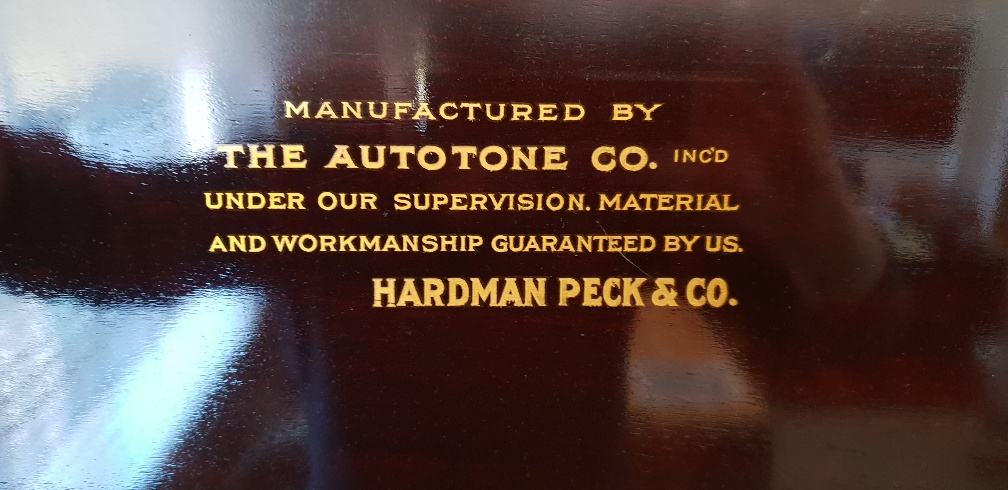 MANUFACTURED BY
THE AUTOTONE CO. INC'D
UNDER OUR SUPERVISION. MATERIAL
AND WORKMANSHIP GUARANTEED BY US.
HARDMAN PECK & CO.